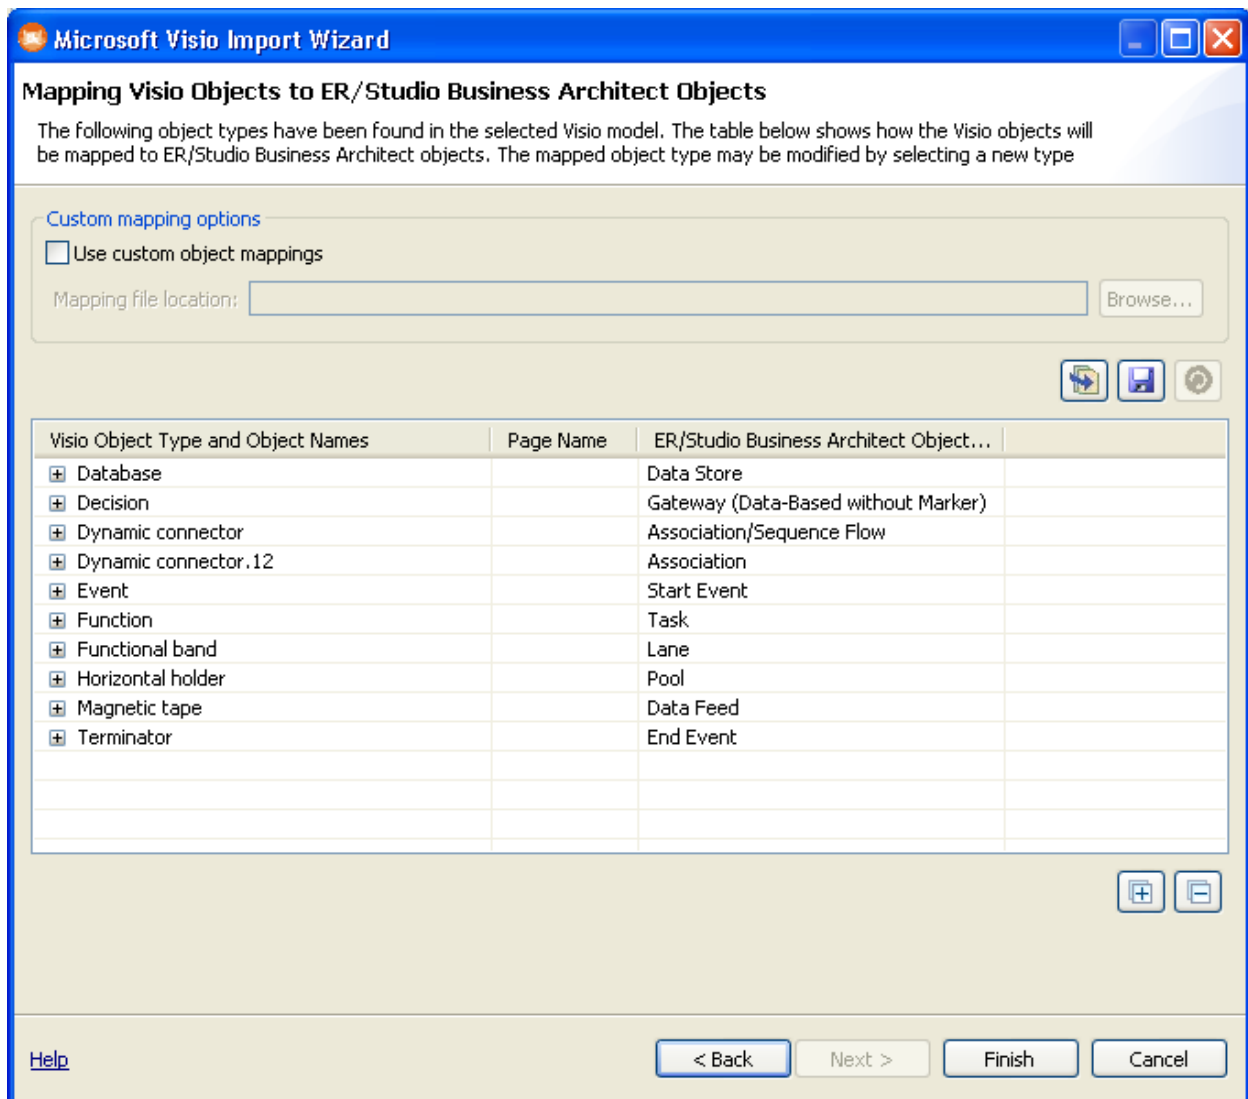 Microsoft Visio Import Wizard
Mapping Visio Objects to ER/Studio Business Architect Objects
The following object types have been found in the selected Visio model. The table below shows how the Visio objects will
be mapped to ER/Studio Business Architect objects. The mapped object type may be modified by selecting a new type
Custom mapping options
Use custom object mappings
Mapping file location: Browse...
Visio Object Type and Object Names Page Name ER/Studio Business Architect Object...
Database Data Store
Decision Gateway (Data-Based without Marker)
Dynamic connector Association/Sequence Flow
Dynamic connector.12 Association
Event Start Event
Function Task
Functional band Lane
Horizontal holder Pool
Magnetic tape Data Feed
Terminator End Event
Help < Back Next > Finish Cancel